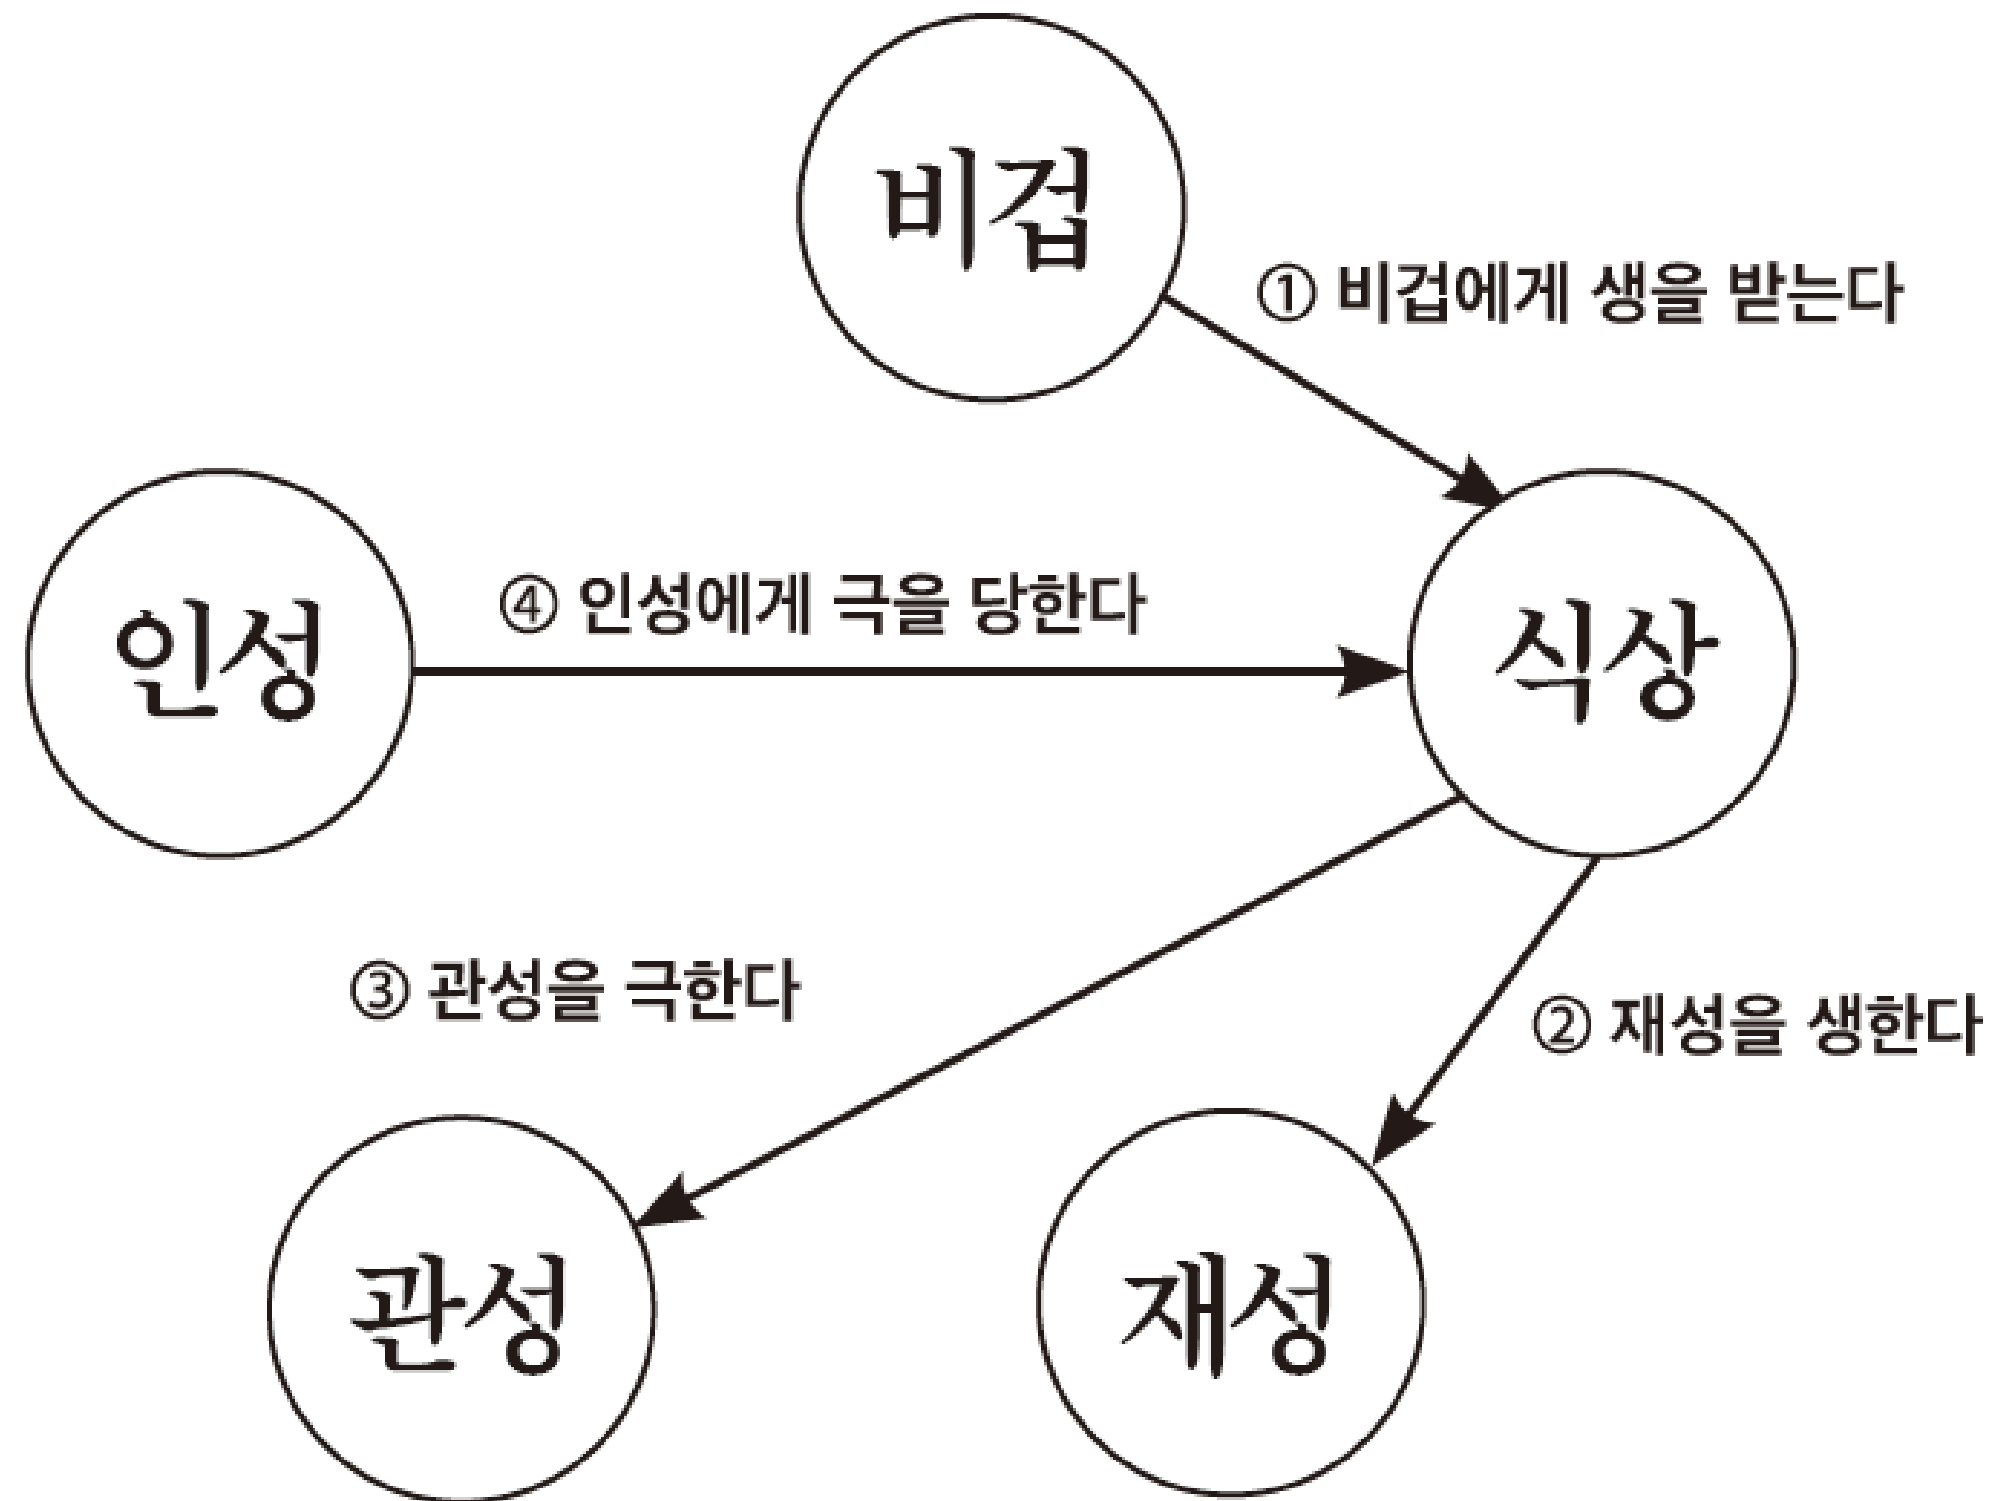 비겁
① 비겁에게 생을 받는다
인성
④ 인성에게 극을 당한다
식상
③ 관성을 극한다
② 재성을 생한다
관성
재성